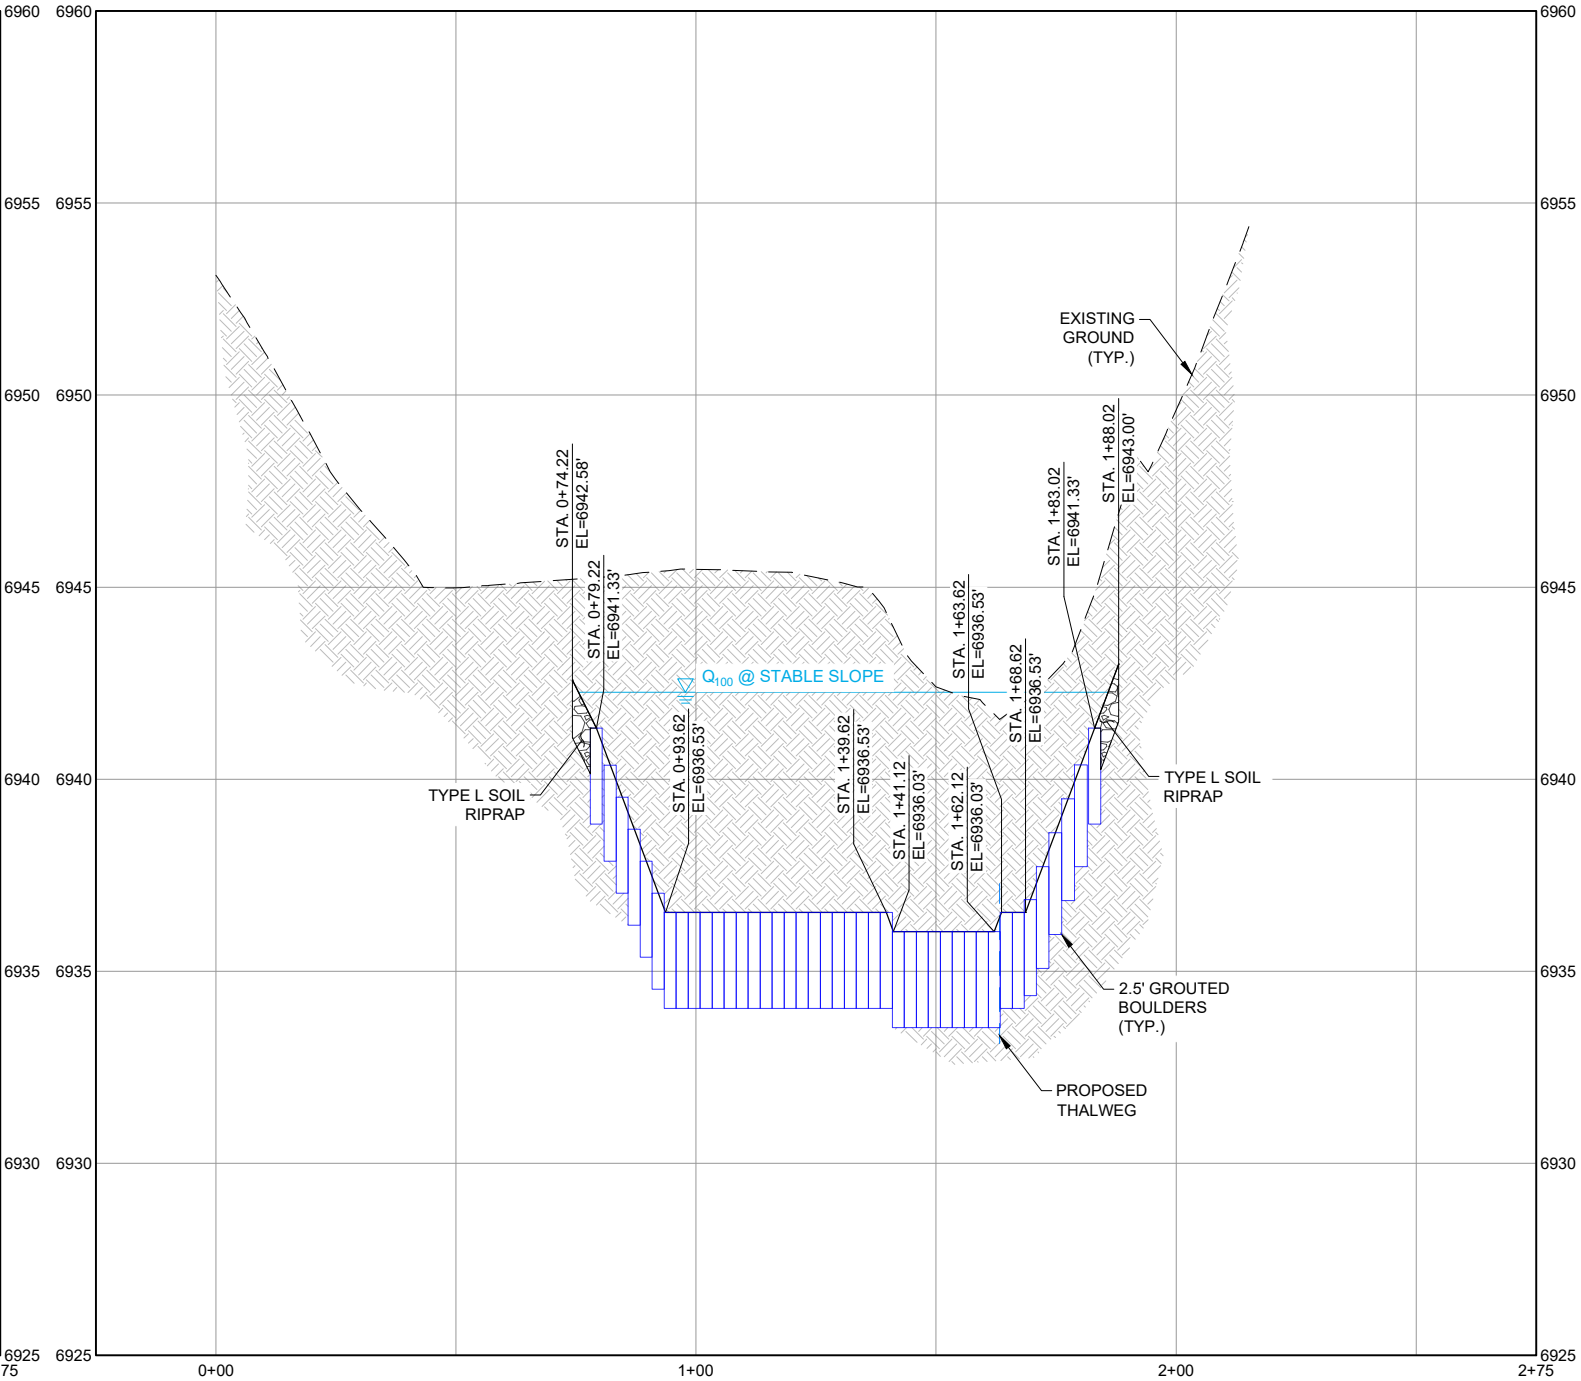 6960 6960 6960
6955 6955 6955
6950 6950 6950
6945 6945 6945
6940 6940 6940
6935 6935 6935
6930 6930 6930
6925 6925 6925
75 0+00 1+00 2+00 2+75
EXISTING
GROUND
(TYP.)
STA. 0+74.22
EL=6942.58'
STA. 0+79.22
EL=6941.33'
STA. 0+93.62
EL=6936.53'
STA. 1+39.62
EL=6936.53'
STA. 1+41.12
EL=6936.03'
STA. 1+62.12
EL=6936.03'
STA. 1+63.62
EL=6936.53'
STA. 1+68.62
EL=6936.53'
STA. 1+83.02
EL=6941.33'
STA. 1+88.02
EL=6943.00'
Q100 @ STABLE SLOPE
TYPE L SOIL
RIPRAP
TYPE L SOIL
RIPRAP
2.5' GROUTED
BOULDERS
(TYP.)
PROPOSED
THALWEG